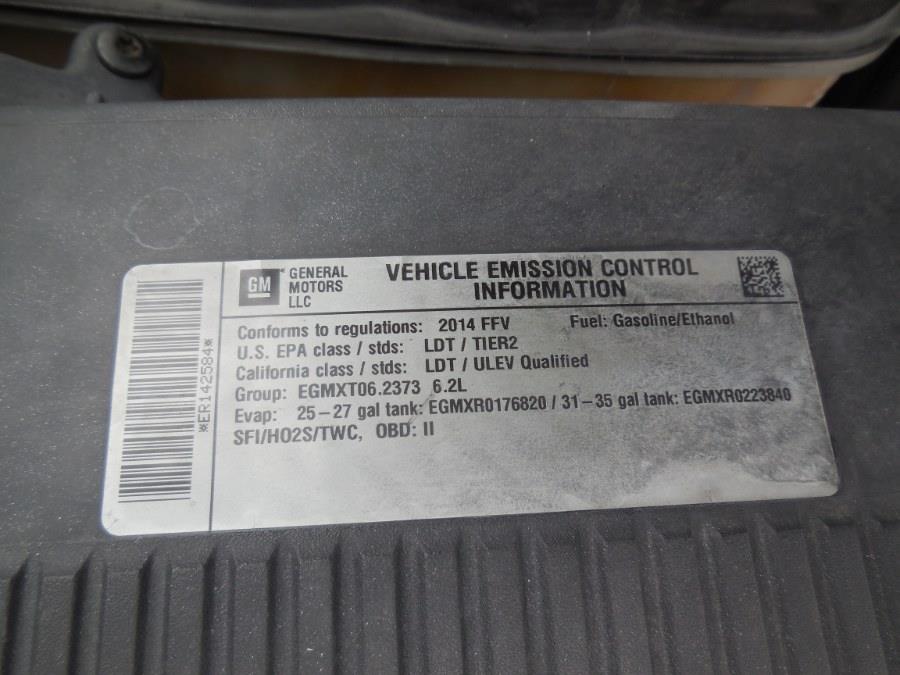 *ER142584*
GM GENERAL
MOTORS
LLC
VEHICLE EMISSION CONTROL
INFORMATION
Conforms to regulations: 2014 FFV Fuel: Gasoline/Ethanol
U.S. EPA class / stds: LDT / TIER2
California class / stds: LDT / ULEV Qualified
Group: EGMXT06.2373 6.2L
Evap: 25–27 gal tank: EGMXR0176820 / 31–35 gal tank: EGMXR0223840
SFI/HO2S/TWC, OBD: II